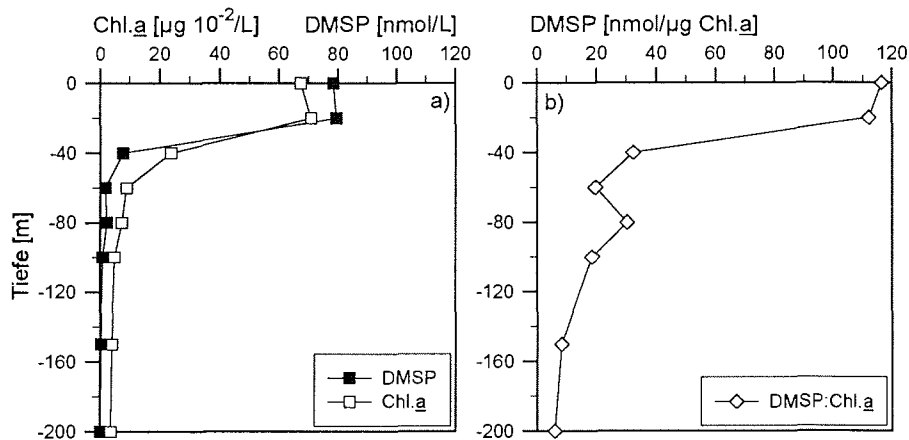 Chl.a [µg 10⁻²/L] DMSP [nmol/L]
0 20 40 60 80 100 120
0
-40
-80
-120
-160
-200
Tiefe [m]
a)
DMSP
Chl.a
DMSP [nmol/µg Chl.a]
0 20 40 60 80 100 120
0
-40
-80
-120
-160
-200
b)
DMSP:Chl.a